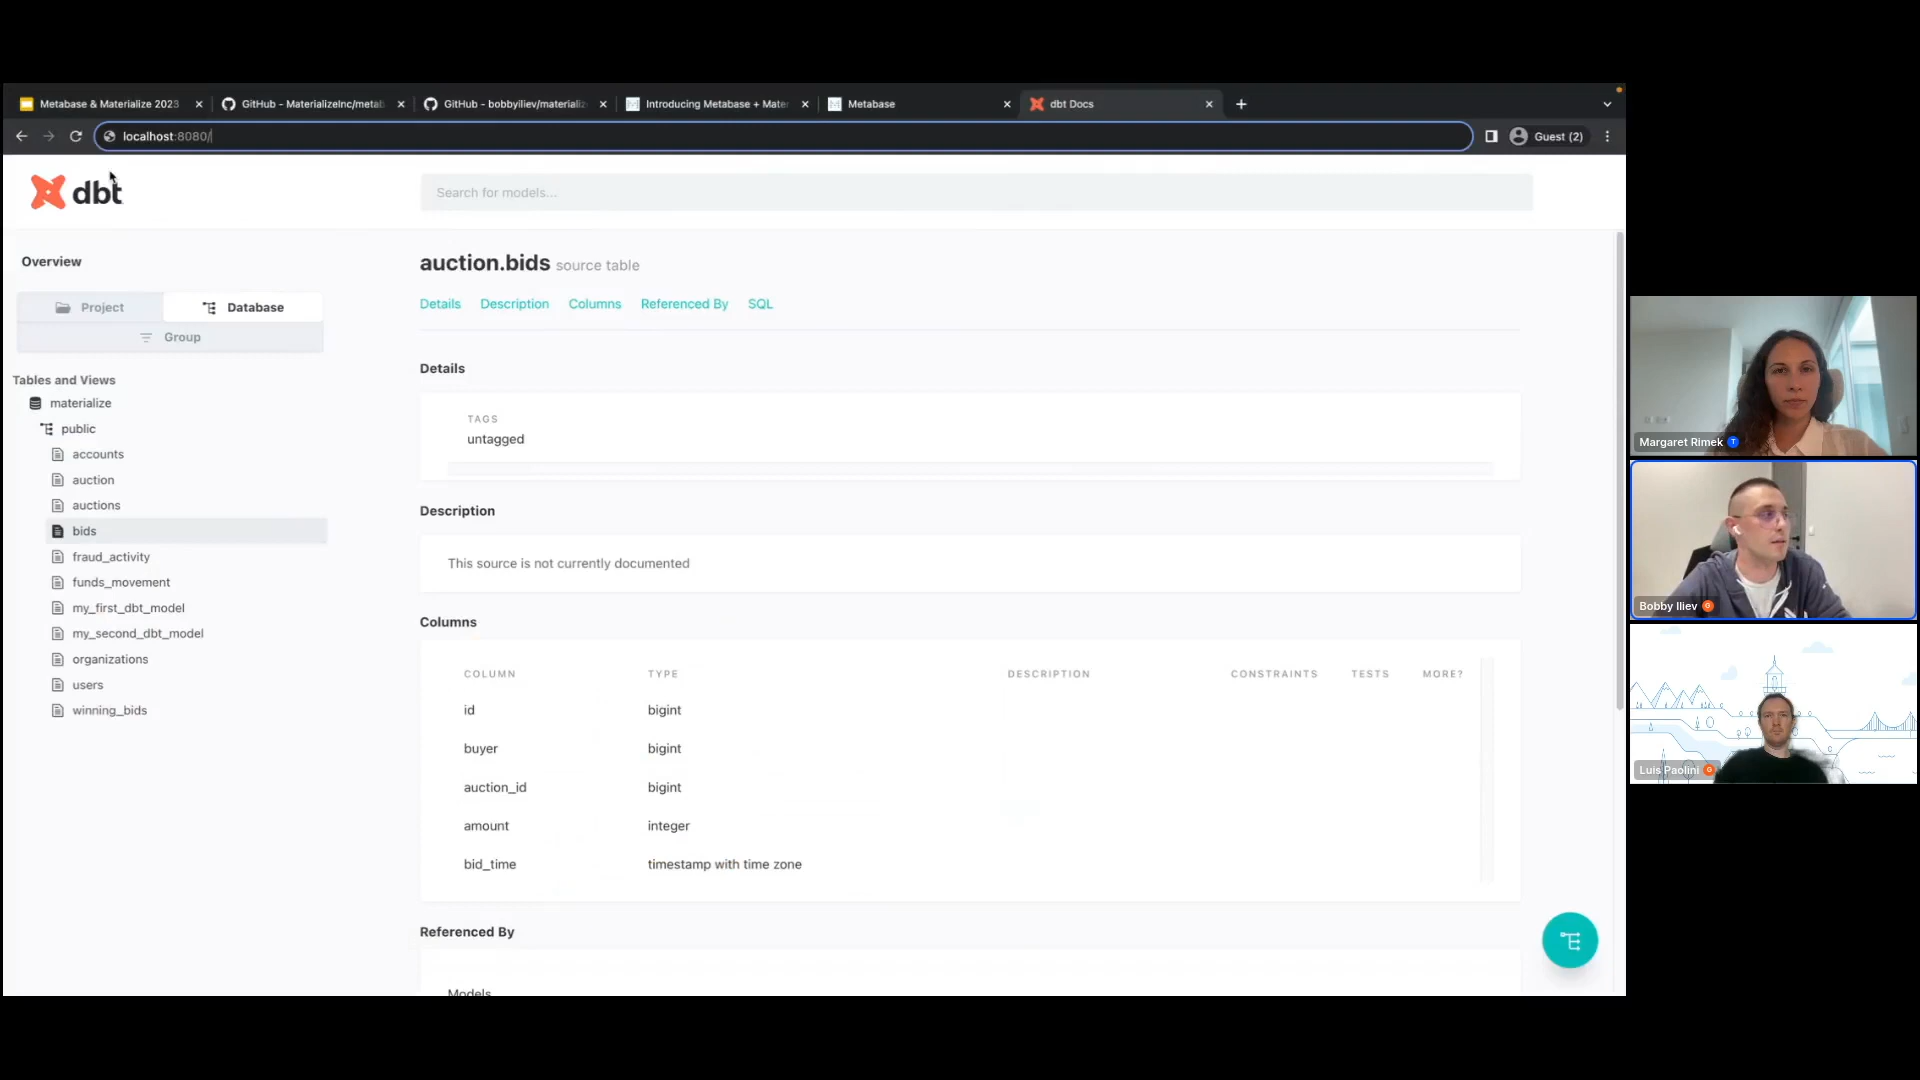 Metabase & Materialize 2023
GitHub - MaterializeInc/metab
GitHub - bobbyiliev/materializ
Introducing Metabase + Mater
Metabase
dbt Docs
localhost:8080/
Guest (2)
dbt
Search for models...
Overview
Project
Database
Group
Tables and Views
materialize
public
accounts
auction
auctions
bids
fraud_activity
funds_movement
my_first_dbt_model
my_second_dbt_model
organizations
users
winning_bids
auction.bids source table
Details Description Columns Referenced By SQL
Details
TAGS
untagged
Description
This source is not currently documented
Columns
COLUMN TYPE DESCRIPTION CONSTRAINTS TESTS MORE?
id bigint
buyer bigint
auction_id bigint
amount integer
bid_time timestamp with time zone
Referenced By
Models
Margaret Rimek
Bobby Iliev
Luis Paolini